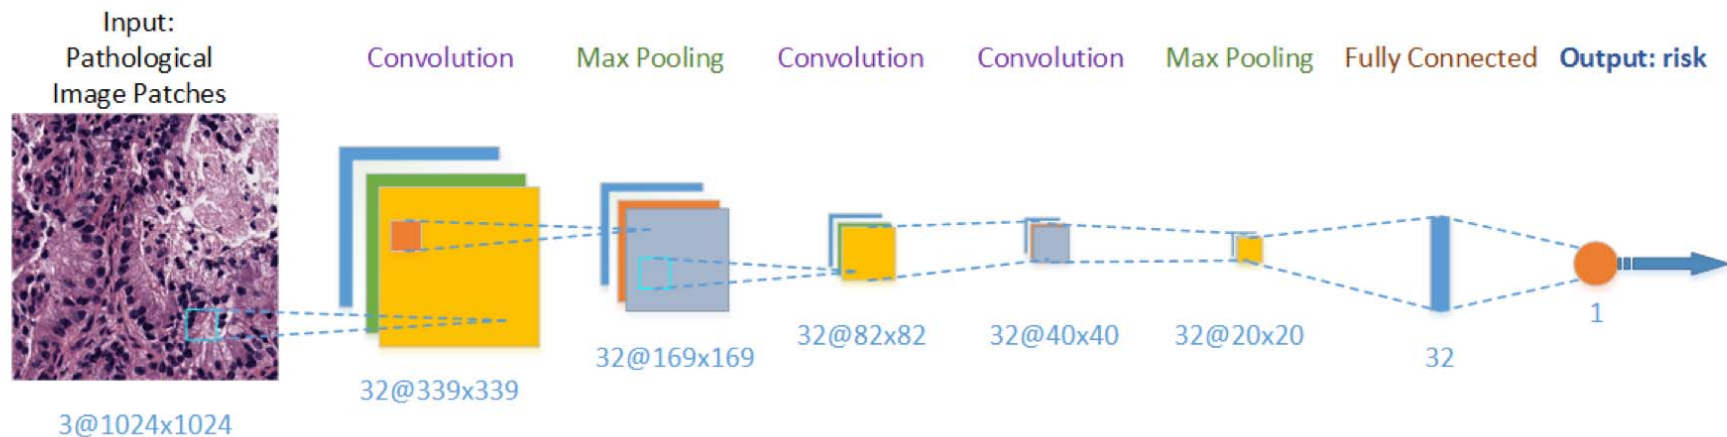 Input:
Pathological
Image Patches
Convolution
Max Pooling
Convolution
Convolution
Max Pooling
Fully Connected
Output: risk
3@1024x1024
32@339x339
32@169x169
32@82x82
32@40x40
32@20x20
32
1